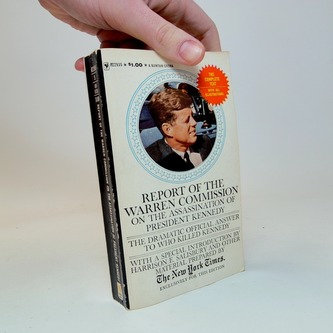 $1.00
THE COMPLETE
TEXT
REPORT OF THE
WARREN COMMISSION
ON THE ASSASSINATION OF
PRESIDENT KENNEDY
THE DRAMATIC OFFICIAL ANSWER
TO WHO KILLED KENNEDY
WITH A SPECIAL INTRODUCTION BY
HARRISON E. SALISBURY AND OTHER
MATERIAL PREPARED BY
The New York Times.
EXCLUSIVELY FOR THIS EDITION